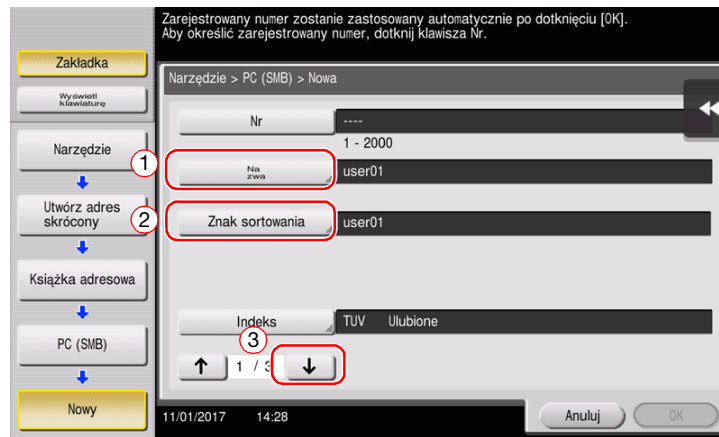 Zarejestrowany numer zostanie zastosowany automatycznie po dotknięciu [OK].
Aby określić zarejestrowany numer, dotknij klawisza Nr.
Zakładka
Wyświetl
klawiaturę
Narzędzie
Utwórz adres
skrócony
Książka adresowa
PC (SMB)
Nowy
Narzędzie > PC (SMB) > Nowa
Nr
----
1 - 2000
1
Na
zwa
user01
2
Znak sortowania
user01
Indeks
TUV Ulubione
3
↑ 1 / 3 ↓
11/01/2017 14:28
Anuluj
OK